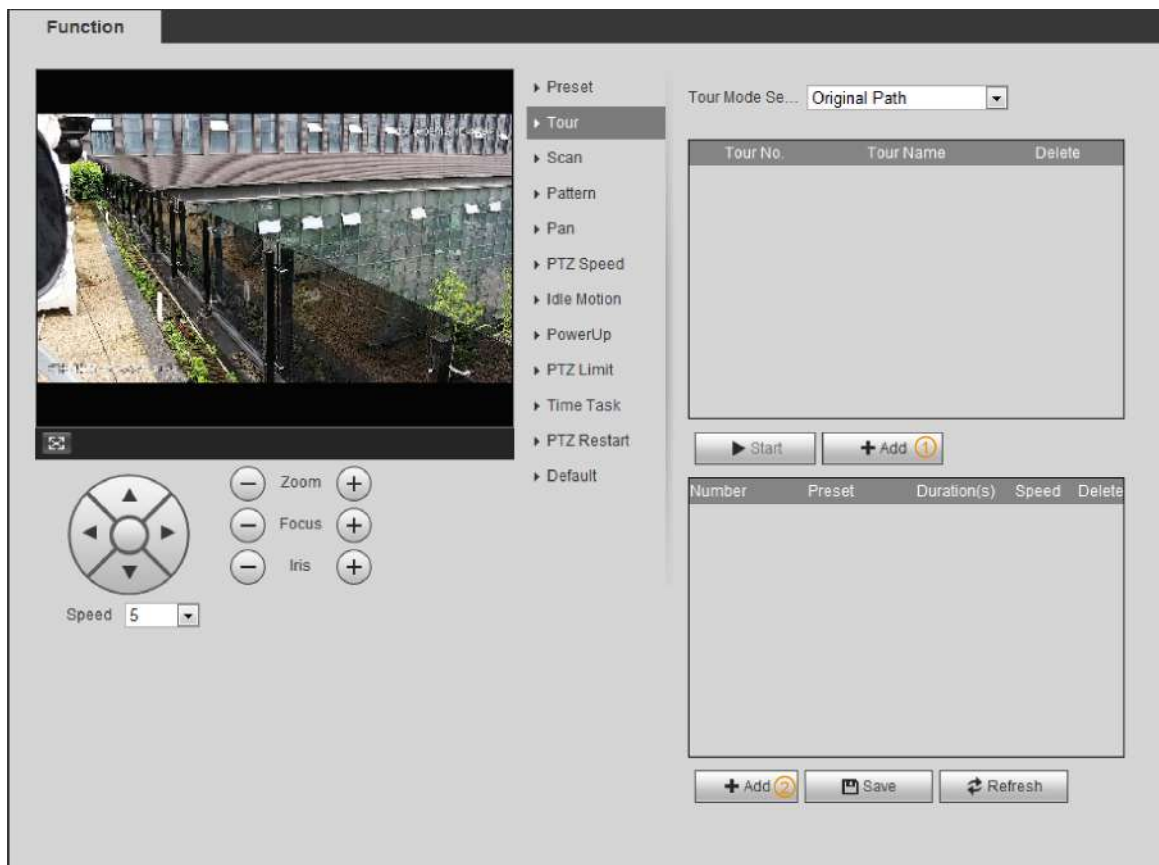 Function
Preset
Tour
Scan
Pattern
Pan
PTZ Speed
Idle Motion
PowerUp
PTZ Limit
Time Task
PTZ Restart
Default
Zoom
Focus
Iris
Speed 5
Tour Mode Se... Original Path
Tour No. Tour Name Delete
Start Add 1
Number Preset Duration(s) Speed Delete
Add 2 Save Refresh